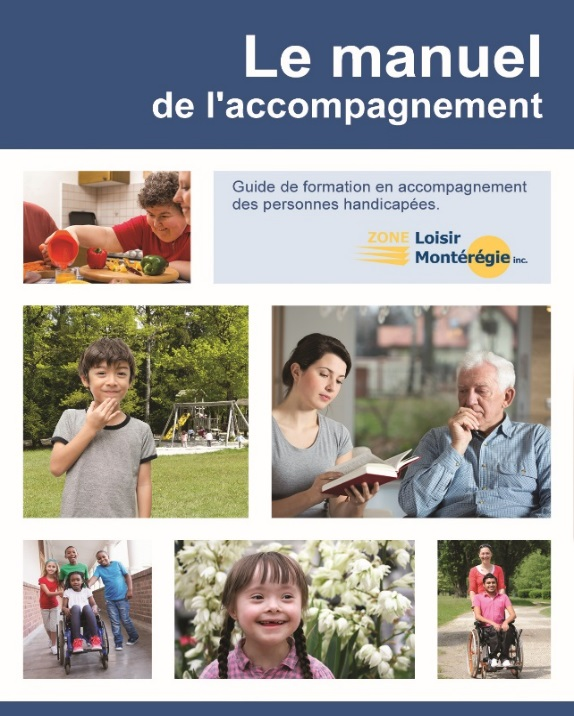 Le manuel
de l'accompagnement
Guide de formation en accompagnement
des personnes handicapées.
ZONE Loisir
Montérégie inc.